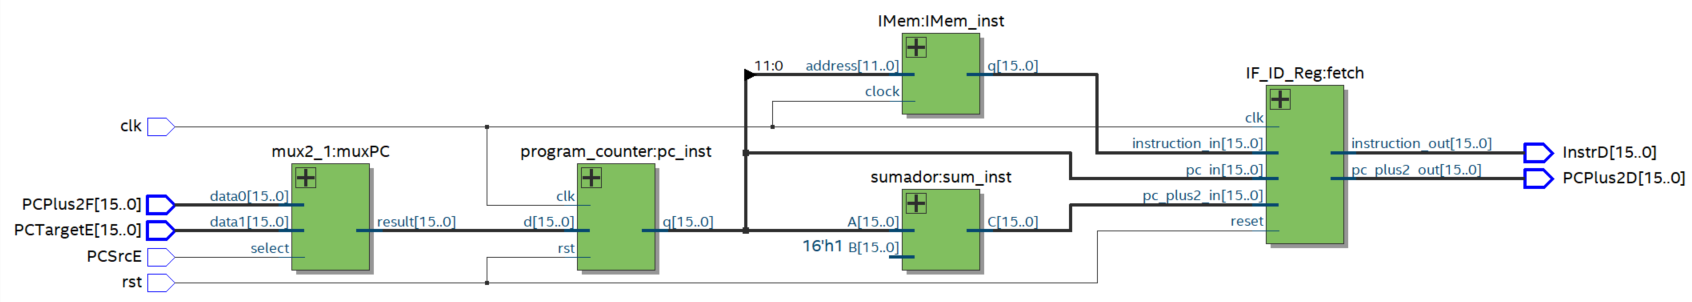 IMem:IMem_inst
11:0
address[11..0]
q[15..0]
clock
IF_ID_Reg:fetch
clk
clk
instruction_in[15..0]
instruction_out[15..0]
InstrD[15..0]
mux2_1:muxPC
program_counter:pc_inst
pc_in[15..0]
pc_plus2_out[15..0]
PCPlus2D[15..0]
sumador:sum_inst
PCPlus2F[15..0]
data0[15..0]
clk
pc_plus2_in[15..0]
PCTargetE[15..0]
data1[15..0]
result[15..0]
d[15..0]
q[15..0]
A[15..0]
C[15..0]
reset
PCSrcE
select
rst
16'h1 B[15..0]
rst